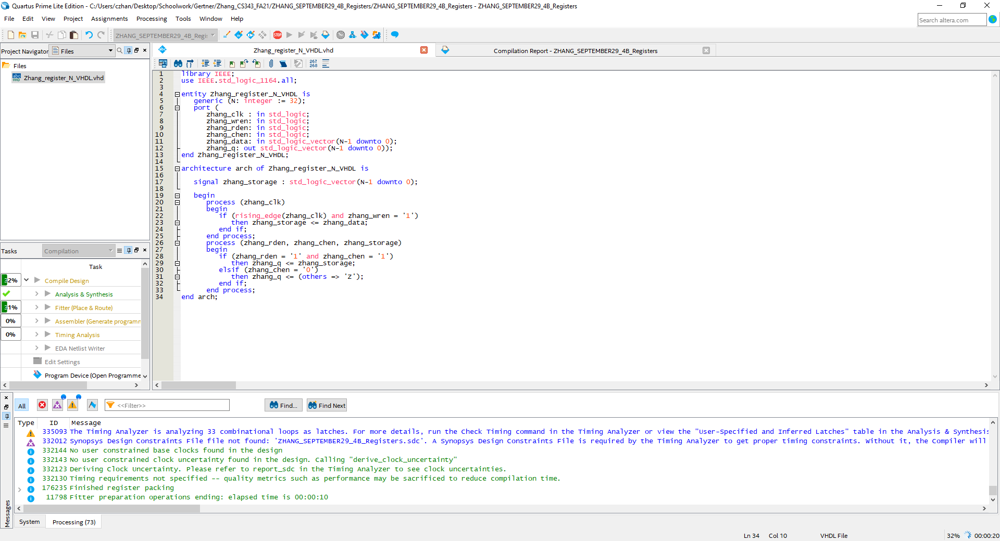 Quartus Prime Lite Edition - C:/Users/czhan/Desktop/Schoolwork/Gertner/Zhang_CS343_FA21/ZHANG_SEPTEMBER29_4B_Registers/ZHANG_SEPTEMBER29_4B_Registers - ZHANG_SEPTEMBER29_4B_Registers
File Edit View Project Assignments Processing Tools Window Help
Search altera.com
ZHANG_SEPTEMBER29_4B_Regi
STOP
Project Navigator Files
Files
Zhang_register_N_VHDL.vhd
Zhang_register_N_VHDL.vhd
Compilation Report - ZHANG_SEPTEMBER29_4B_Registers
267
268
1 library IEEE;
2 use IEEE.std_logic_1164.all;
3
4 entity Zhang_register_N_VHDL is
5 generic (N: integer := 32);
6 port (
7 zhang_clk : in std_logic;
8 zhang_wren: in std_logic;
9 zhang_rden: in std_logic;
10 zhang_chen: in std_logic;
11 zhang_data: in std_logic_vector(N-1 downto 0);
12 zhang_q: out std_logic_vector(N-1 downto 0));
13 end Zhang_register_N_VHDL;
14
15 architecture arch of Zhang_register_N_VHDL is
16
17 signal zhang_storage : std_logic_vector(N-1 downto 0);
18
19 begin
20 process (zhang_clk)
21 begin
22 if (rising_edge(zhang_clk) and zhang_wren = '1')
23 then zhang_storage <= zhang_data;
24 end if;
25 end process;
26 process (zhang_rden, zhang_chen, zhang_storage)
27 begin
28 if (zhang_rden = '1' and zhang_chen = '1')
29 then zhang_q <= zhang_storage;
30 elsif (zhang_chen = '0')
31 then zhang_q <= (others => 'Z');
32 end if;
33 end process;
34 end arch;
Tasks Compilation
Task
32% Compile Design
Analysis & Synthesis
31% Fitter (Place & Route)
0% Assembler (Generate programm
0% Timing Analysis
EDA Netlist Writer
Edit Settings
Program Device (Open Programme
All <<Filter>> Find... Find Next
Type ID Message
335093 The Timing Analyzer is analyzing 33 combinational loops as latches. For more details, run the Check Timing command in the Timing Analyzer or view the "User-Specified and Inferred Latches" table in the Analysis & Synthesis
332012 Synopsys Design Constraints File file not found: 'ZHANG_SEPTEMBER29_4B_Registers.sdc'. A Synopsys Design Constraints File is required by the Timing Analyzer to get proper timing constraints. Without it, the Compiler will
332144 No user constrained base clocks found in the design
332143 No user constrained clock uncertainty found in the design. Calling "derive_clock_uncertainty"
332123 Deriving Clock Uncertainty. Please refer to report_sdc in the Timing Analyzer to see clock uncertainties.
332130 Timing requirements not specified -- quality metrics such as performance may be sacrificed to reduce compilation time.
176235 Finished register packing
11798 Fitter preparation operations ending: elapsed time is 00:00:10
Messages
System Processing (73)
Ln 34 Col 10 VHDL File 32% 00:00:20